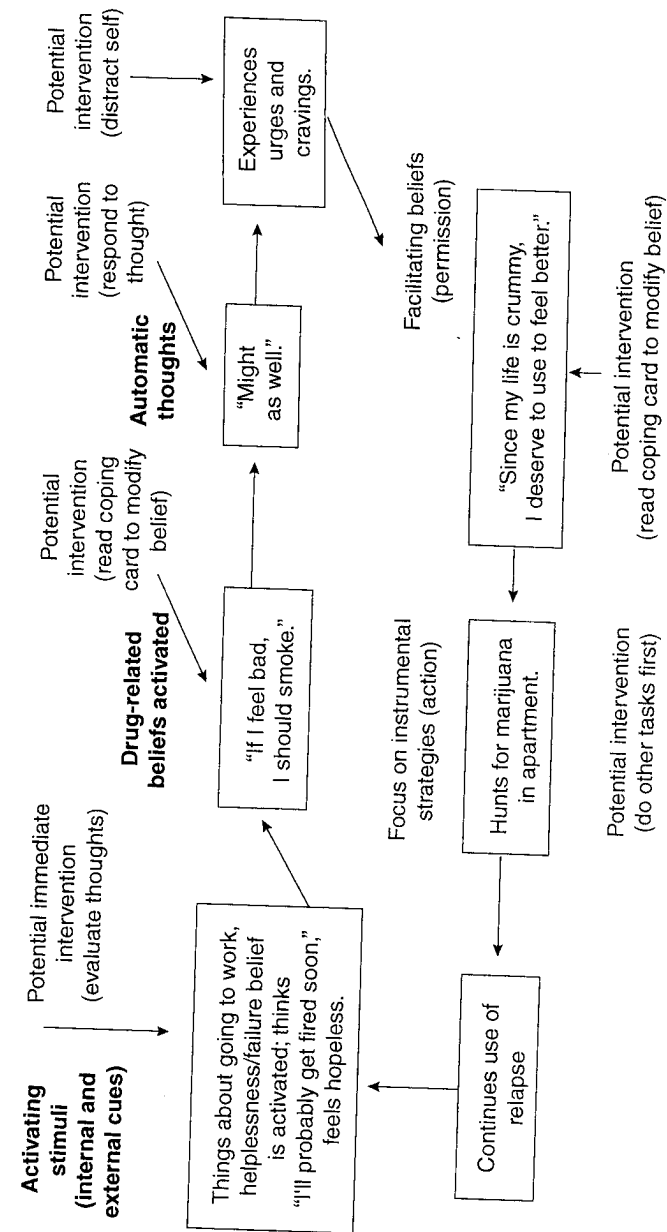 Activating
stimuli
(internal and
external cues)
Potential immediate
intervention
(evaluate thoughts)
Things about going to work,
helplessness/failure belief
is activated; thinks
“I'll probably get fired soon,”
feels hopeless.
Drug-related
beliefs activated
Potential
intervention
(read coping
card to modify
belief)
“If I feel bad,
I should smoke.”
Automatic
thoughts
Potential
intervention
(respond to
thought)
“Might
as well.”
Potential
intervention
(distract self)
Experiences
urges and
cravings.
Facilitating beliefs
(permission)
“Since my life is crummy,
I deserve to use to feel better.”
Potential intervention
(read coping card to modify belief)
Focus on instrumental
strategies (action)
Hunts for marijuana
in apartment.
Potential intervention
(do other tasks first)
Continues use of
relapse